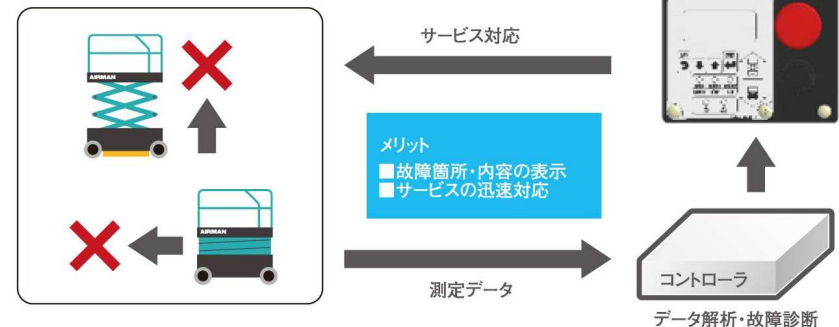 サービス対応
AIRMAN
メリット
■故障箇所・内容の表示
■サービスの迅速対応
AIRMAN
測定データ
コントローラ
データ解析・故障診断